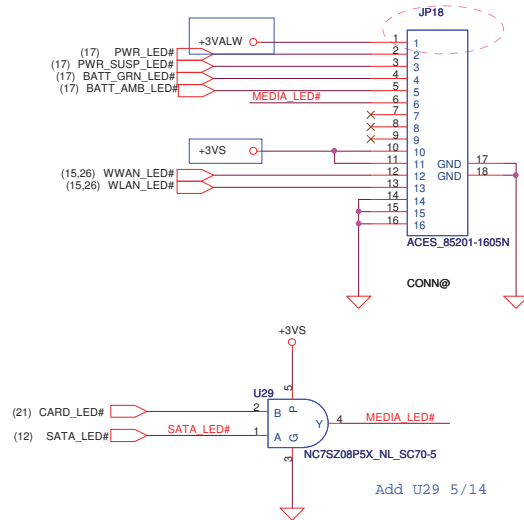 JP18
+3VALW 1 1
(17) PWR_LED# 2 2
(17) PWR_SUSP_LED# 3 3
(17) BATT_GRN_LED# 4 4
(17) BATT_AMB_LED# 5 5
MEDIA_LED# 6 6
7 7
8 8
9 9
+3VS 10 10
11 11 GND 17
(15,26) WWAN_LED# 12 12 GND 18
(15,26) WLAN_LED# 13 13
14 14
15 15
16 16
ACES_85201-1605N
CONN@
+3VS
U29
5
(21) CARD_LED# 2 B P
Y 4 MEDIA_LED#
(12) SATA_LED# SATA_LED# 1 A G
3
NC7SZ08P5X_NL_SC70-5
Add U29 5/14